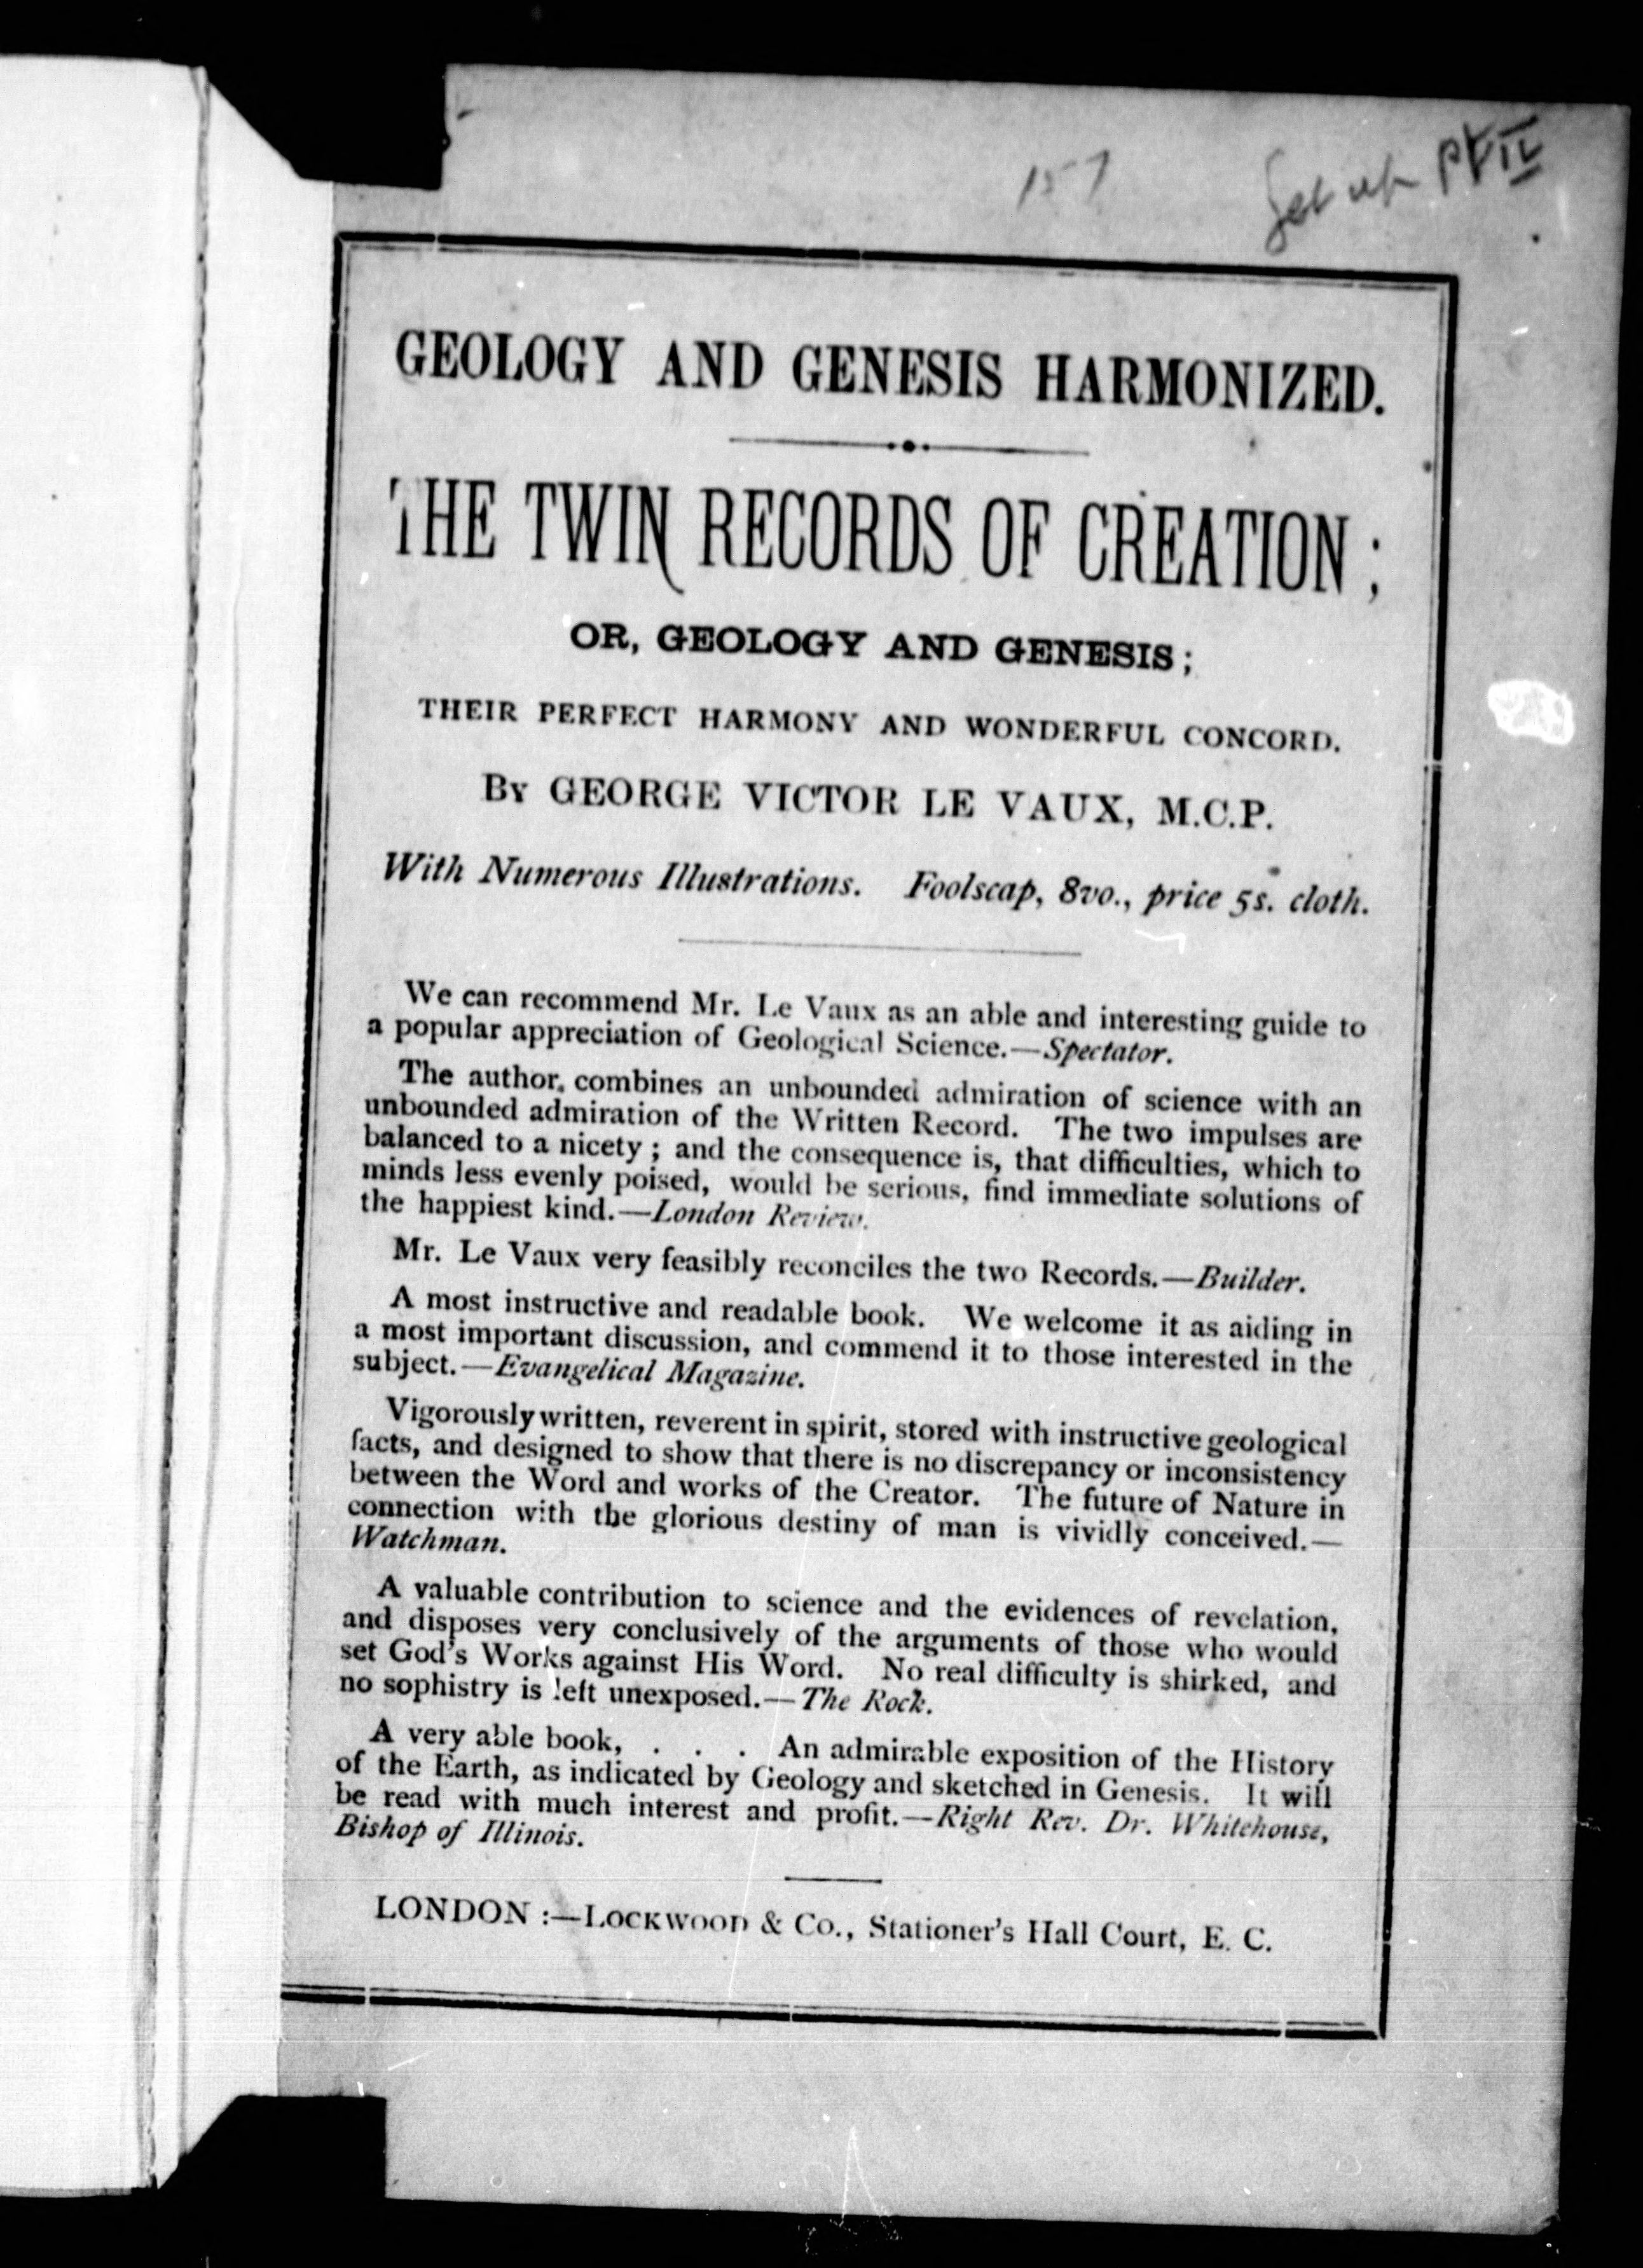 157
Set up Pt II
GEOLOGY AND GENESIS HARMONIZED.
THE TWIN RECORDS OF CREATION;
OR, GEOLOGY AND GENESIS;
THEIR PERFECT HARMONY AND WONDERFUL CONCORD.
By GEORGE VICTOR LE VAUX, M.C.P.
With Numerous Illustrations. Foolscap, 8vo., price 5s. cloth.
We can recommend Mr. Le Vaux as an able and interesting guide to
a popular appreciation of Geological Science.—Spectator.
The author, combines an unbounded admiration of science with an
unbounded admiration of the Written Record. The two impulses are
balanced to a nicety; and the consequence is, that difficulties, which to
minds less evenly poised, would be serious, find immediate solutions of
the happiest kind.—London Review.
Mr. Le Vaux very feasibly reconciles the two Records.—Builder.
A most instructive and readable book. We welcome it as aiding in
a most important discussion, and commend it to those interested in the
subject.—Evangelical Magazine.
Vigorously written, reverent in spirit, stored with instructive geological
facts, and designed to show that there is no discrepancy or inconsistency
between the Word and works of the Creator. The future of Nature in
connection with the glorious destiny of man is vividly conceived.—
Watchman.
A valuable contribution to science and the evidences of revelation,
and disposes very conclusively of the arguments of those who would
set God's Works against His Word. No real difficulty is shirked, and
no sophistry is left unexposed.—The Rock.
A very able book, . . . An admirable exposition of the History
of the Earth, as indicated by Geology and sketched in Genesis. It will
be read with much interest and profit.—Right Rev. Dr. Whitehouse,
Bishop of Illinois.
LONDON:—Lockwood & Co., Stationer's Hall Court, E. C.